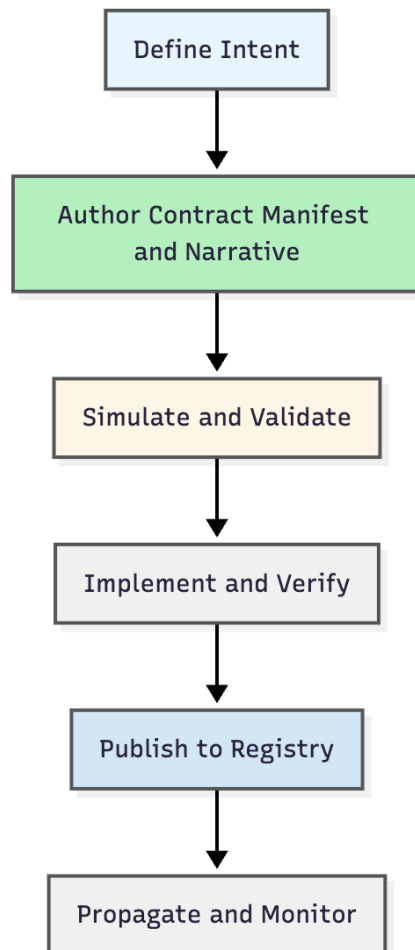 Define Intent
Author Contract Manifest
and Narrative
Simulate and Validate
Implement and Verify
Publish to Registry
Propagate and Monitor